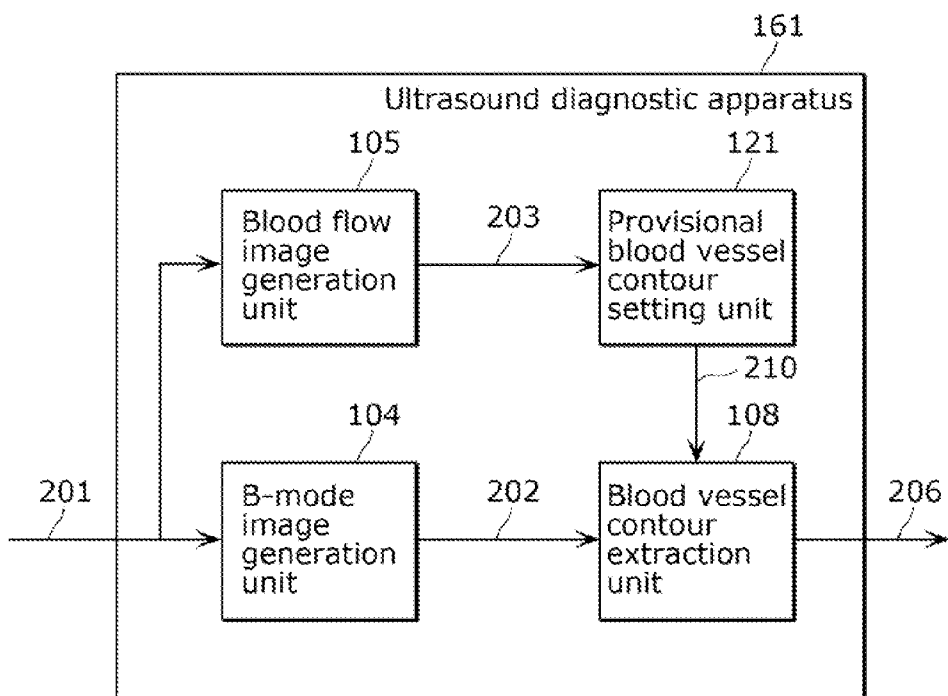 161
Ultrasound diagnostic apparatus
105
Blood flow
image
generation
unit
203
121
Provisional
blood vessel
contour
setting unit
210
201
104
B-mode
image
generation
unit
202
108
Blood vessel
contour
extraction
unit
206